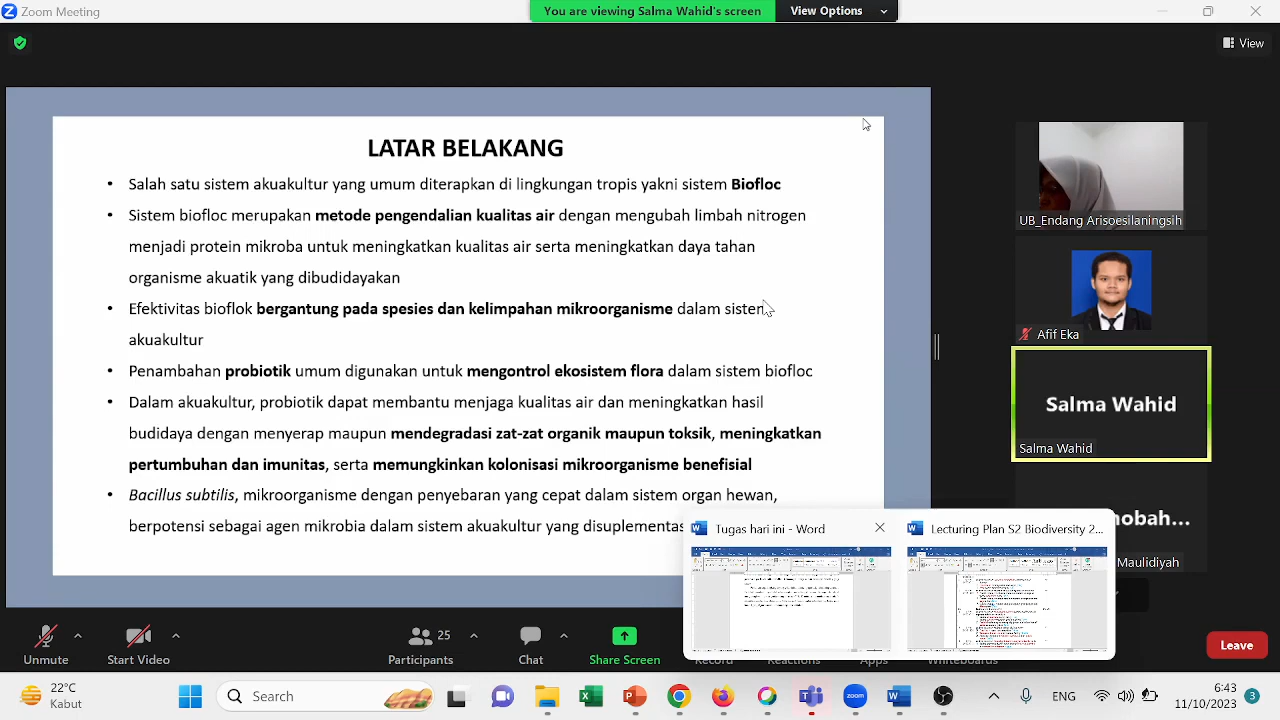 Zoom Meeting
You are viewing Salma Wahid's screen
View Options
View
LATAR BELAKANG
• Salah satu sistem akuakultur yang umum diterapkan di lingkungan tropis yakni sistem Biofloc
• Sistem biofloc merupakan metode pengendalian kualitas air dengan mengubah limbah nitrogen
menjadi protein mikroba untuk meningkatkan kualitas air serta meningkatkan daya tahan
organisme akuatik yang dibudidayakan
• Efektivitas bioflok bergantung pada spesies dan kelimpahan mikroorganisme dalam sistem
akuakultur
• Penambahan probiotik umum digunakan untuk mengontrol ekosistem flora dalam sistem biofloc
• Dalam akuakultur, probiotik dapat membantu menjaga kualitas air dan meningkatkan hasil
budidaya dengan menyerap maupun mendegradasi zat-zat organik maupun toksik, meningkatkan
pertumbuhan dan imunitas, serta memungkinkan kolonisasi mikroorganisme benefisial
• Bacillus subtilis, mikroorganisme dengan penyebaran yang cepat dalam sistem organ hewan,
berpotensi sebagai agen mikrobia dalam sistem akuakultur yang disuplementas
UB_Endang Arisoesilaningsih
Afif Eka
Salma Wahid
Salma Wahid
nobah...
Maulidiyah
Tugas hari ini - Word
Lecturing Plan S2 Biodiversity 2...
Unmute
Start Video
25
Participants
Chat
Share Screen
Record
Reactions
Apps
Whiteboards
Leave
22°C
Kabut
Search
zoom
ENG
6:43
11/10/2023
3